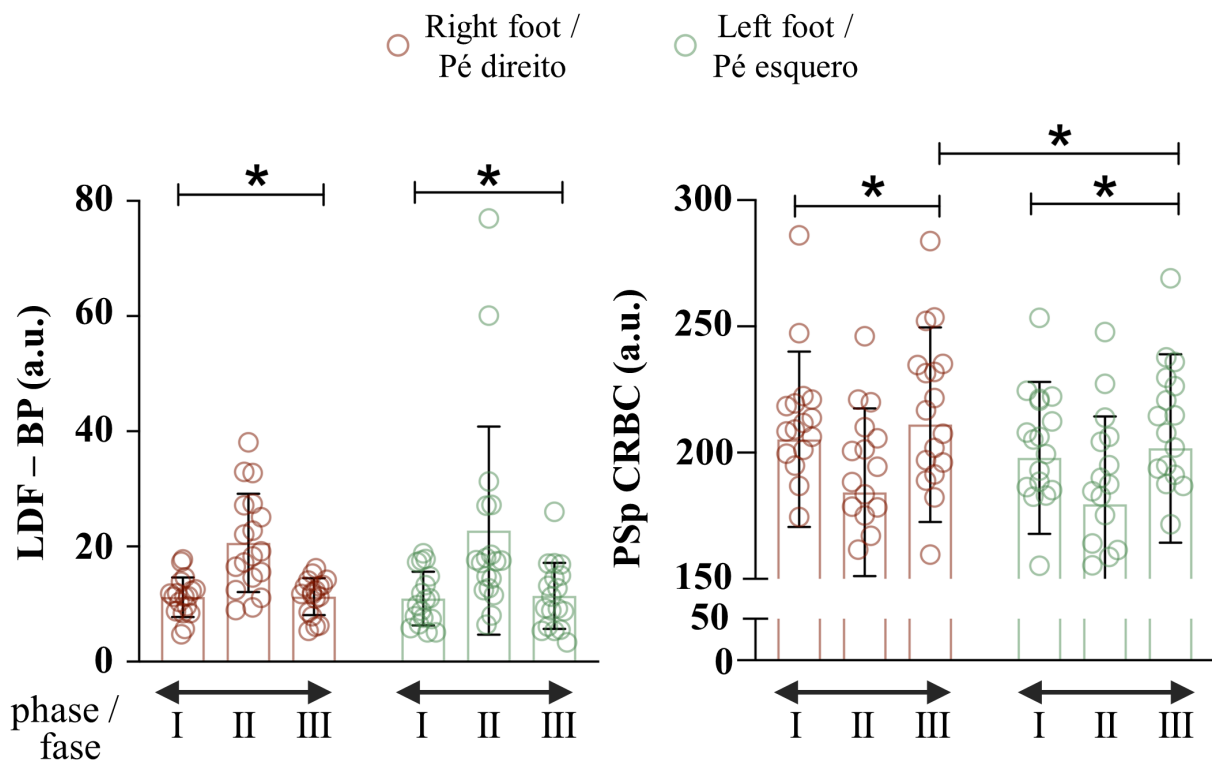 Right foot /
Pé direito
Left foot /
Pé esquero
*
*
*
*
*
LDF – BP (a.u.)
80
60
40
20
0
PSp CRBC (a.u.)
300
250
200
150
50
0
phase /
fase
I II III I II III
I II III I II III